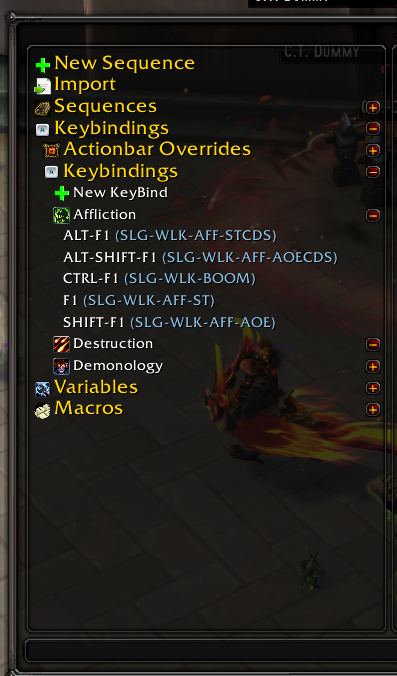 C.T. DUMMY
New Sequence
Import
Sequences
Keybindings
Actionbar Overrides
Keybindings
New KeyBind
Affliction
ALT-F1 (SLG-WLK-AFF-STCDS)
ALT-SHIFT-F1 (SLG-WLK-AFF-AOECDS)
CTRL-F1 (SLG-WLK-BOOM)
F1 (SLG-WLK-AFF-ST)
SHIFT-F1 (SLG-WLK-AFF-AOE)
Destruction
Demonology
Variables
Macros